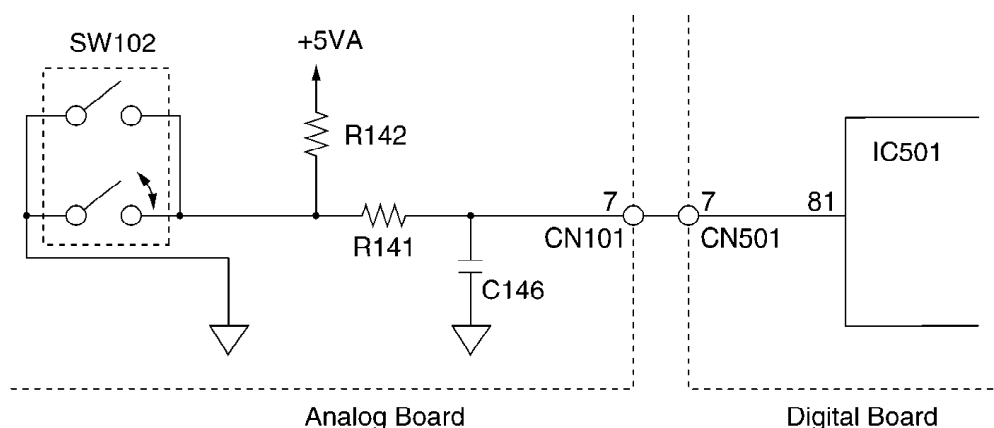 SW102
+5VA
R142
IC501
7
7
81
R141
CN101
CN501
C146
Analog Board
Digital Board